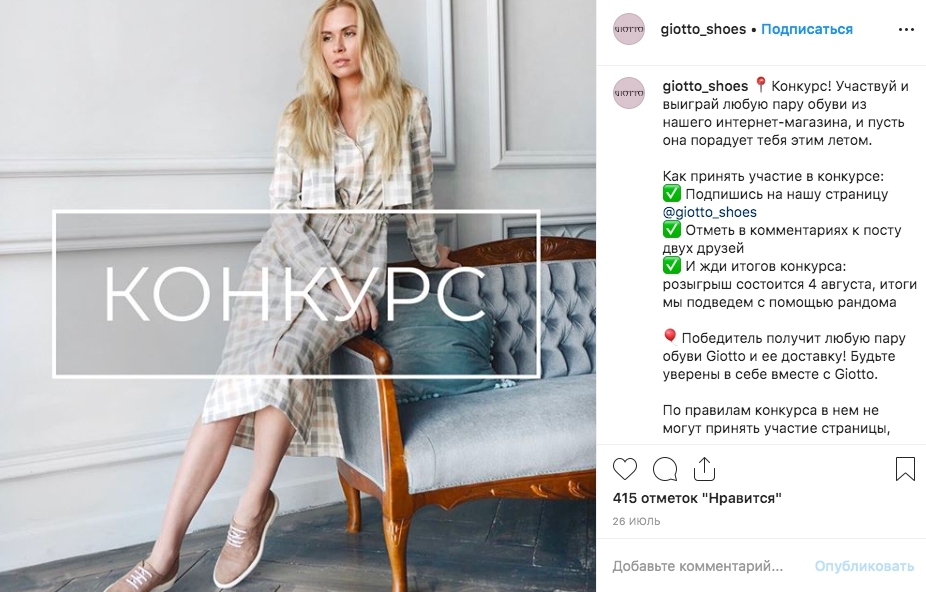 КОНКУРС
GIOTTO
giotto_shoes • Подписаться
GIOTTO
giotto_shoes 📍 Конкурс! Участвуй и
выиграй любую пару обуви из
нашего интернет-магазина, и пусть
она порадует тебя этим летом.
Как принять участие в конкурсе:
✅ Подпишись на нашу страницу
@giotto_shoes
✅ Отметь в комментариях к посту
двух друзей
✅ И жди итогов конкурса:
розыгрыш состоится 4 августа, итоги
мы подведем с помощью рандома
🎈 Победитель получит любую пару
обуви Giotto и ее доставку! Будьте
уверены в себе вместе с Giotto.
По правилам конкурса в нем не
могут принять участие страницы,
415 отметок "Нравится"
26 ИЮЛЬ
Добавьте комментарий...
Опубликовать